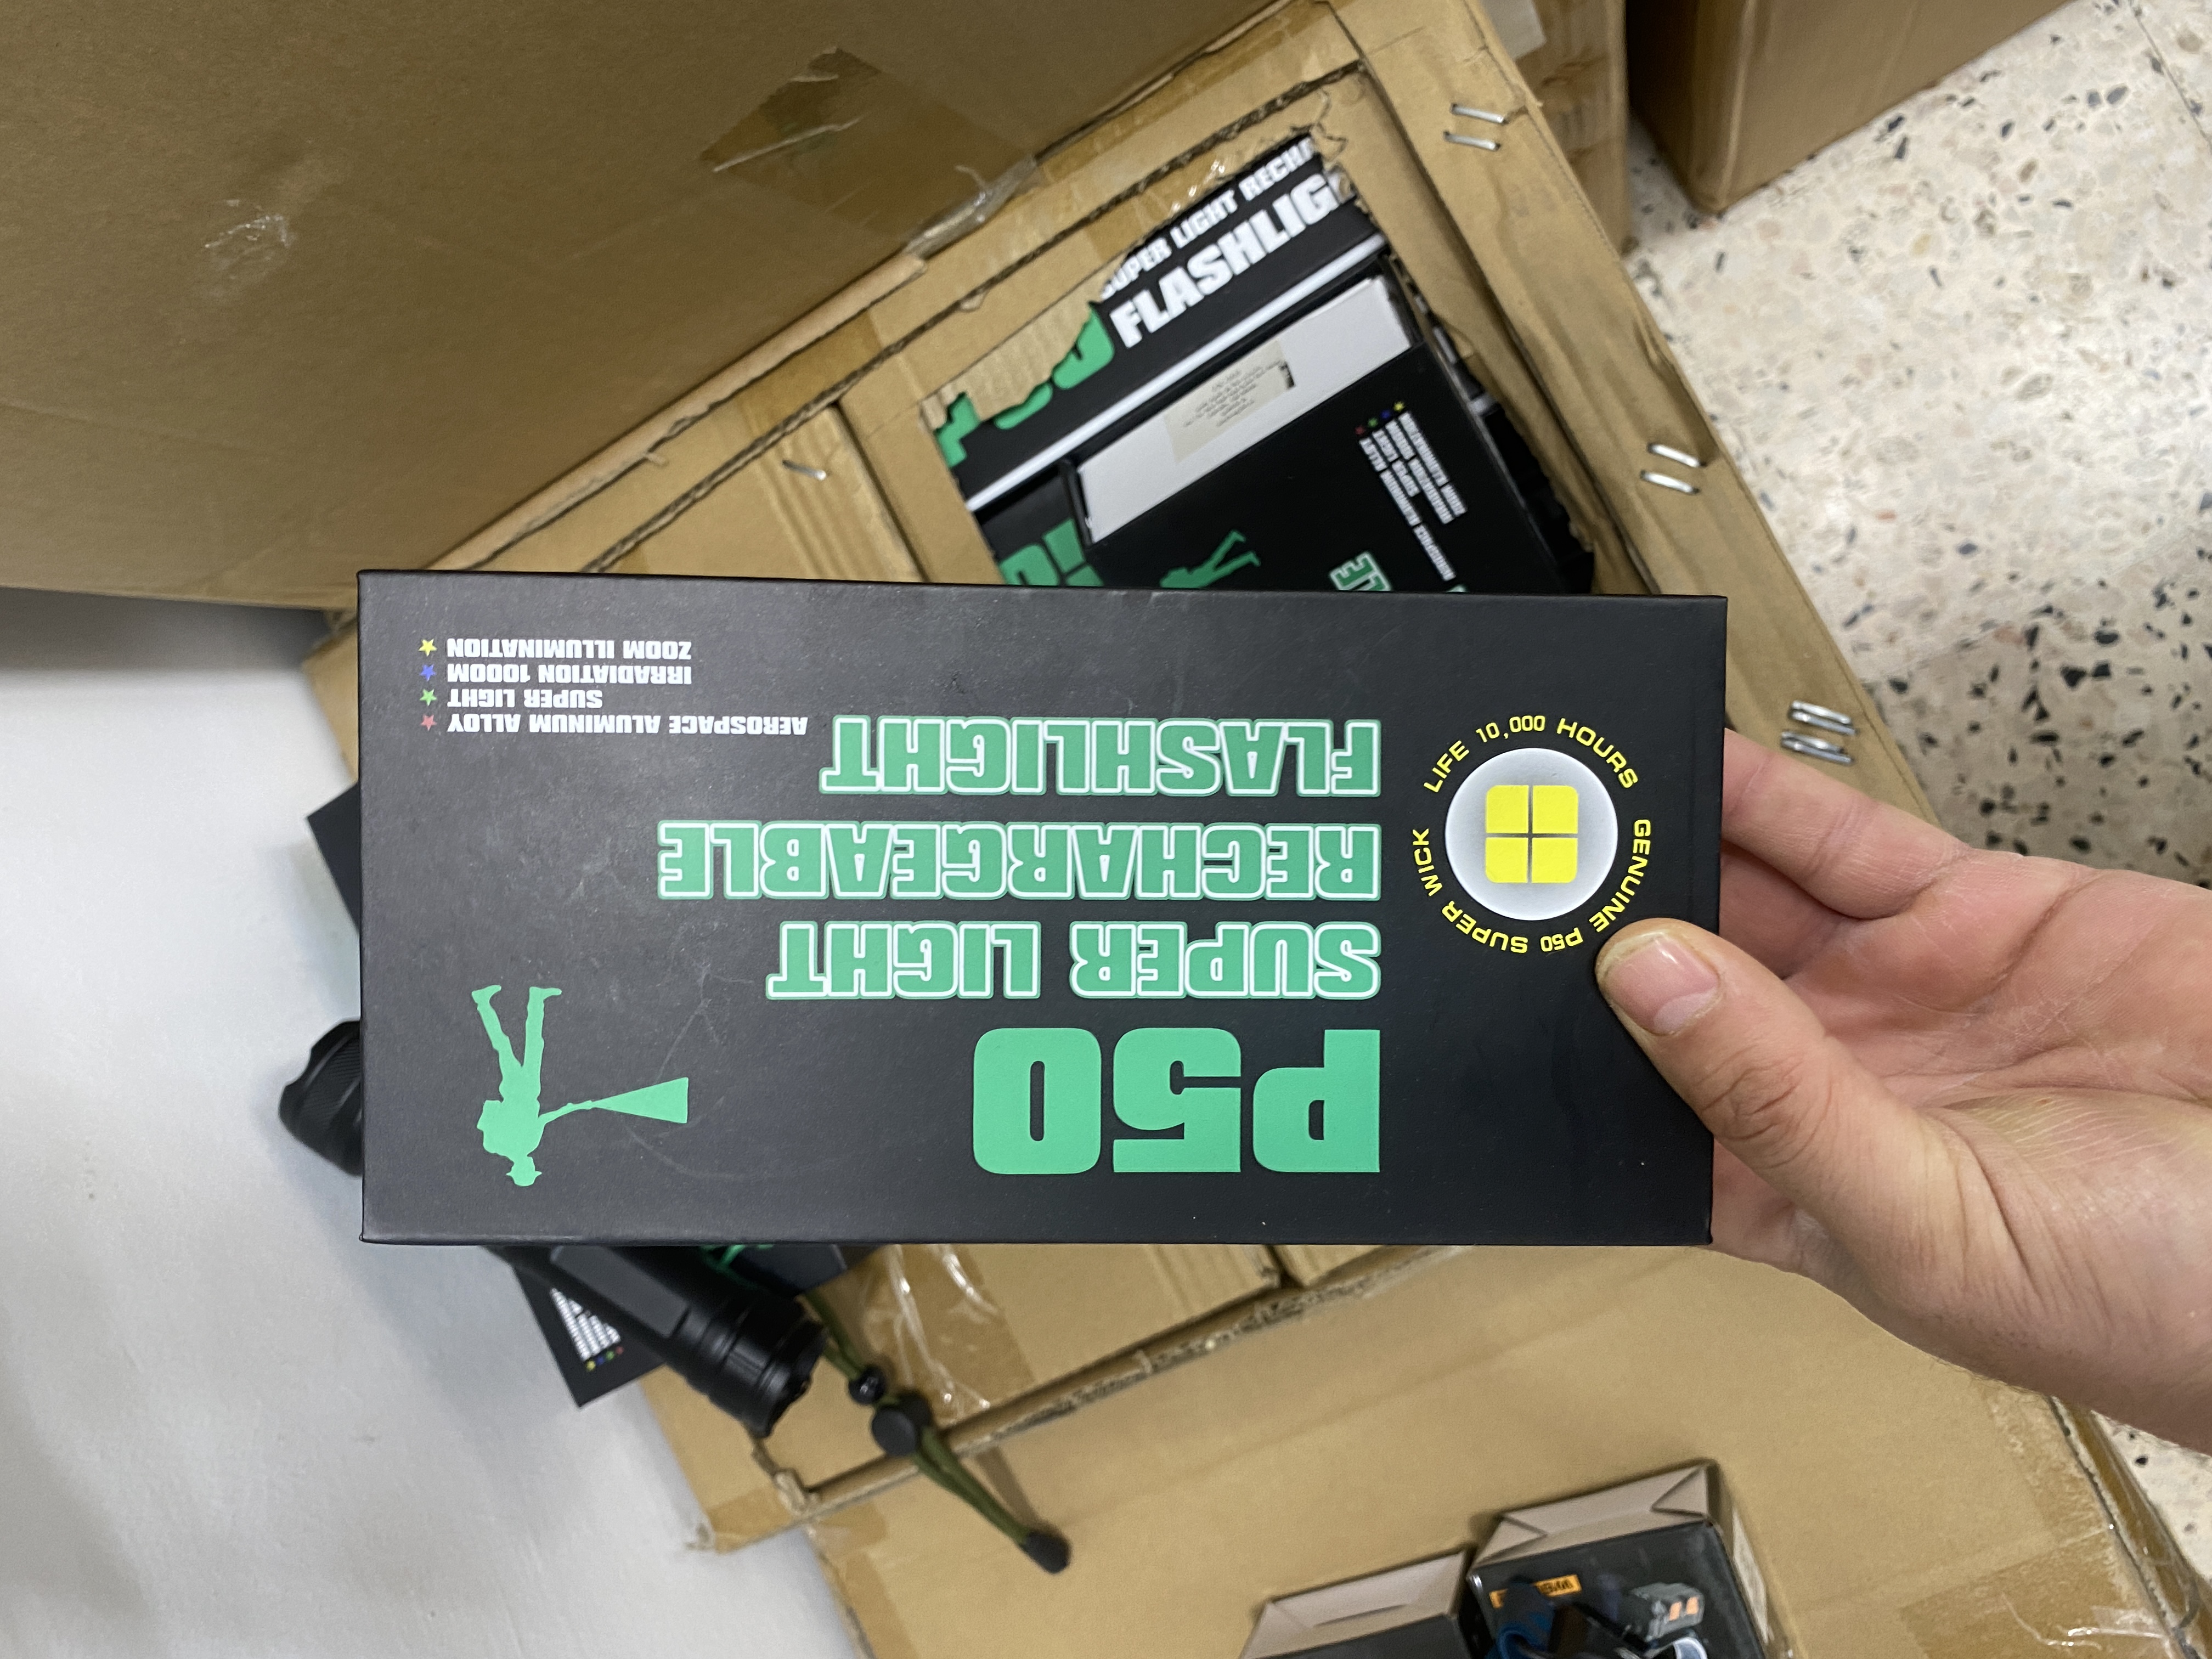 P50
SUPER LIGHT
RECHARGEABLE
FLASHLIGHT
AEROSPACE ALUMINUM ALLOY
SUPER LIGHT
IRRADIATION 1000M
ZOOM ILLUMINATION
GENUINE P50 SUPER WICK
LIFE 10,000 HOURS
SUPER LIGHT
FLASHLIG